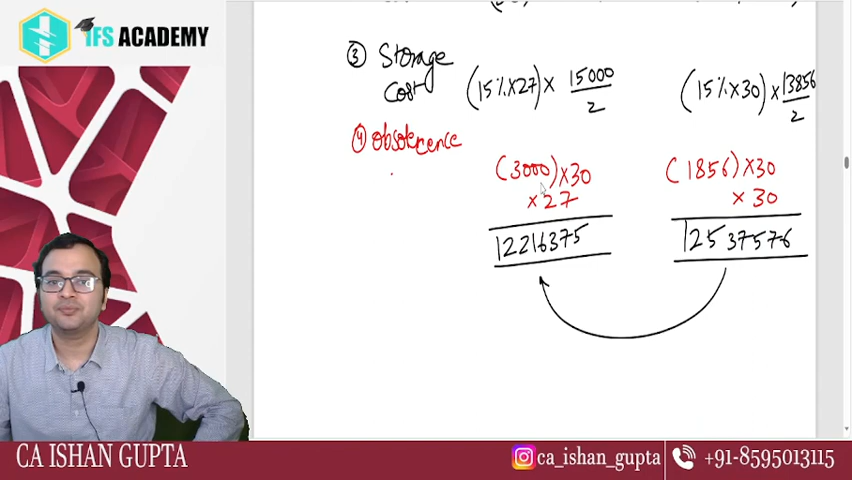 IFS ACADEMY
③ Storage
Cost
(15%×27)× 15000/2
(15%×30)×13856/2
④ Obsolescence
(3000)×30
×27
(1856)×30
×30
12216375
12537576
CA ISHAN GUPTA
ca_ishan_gupta
+91-8595013115